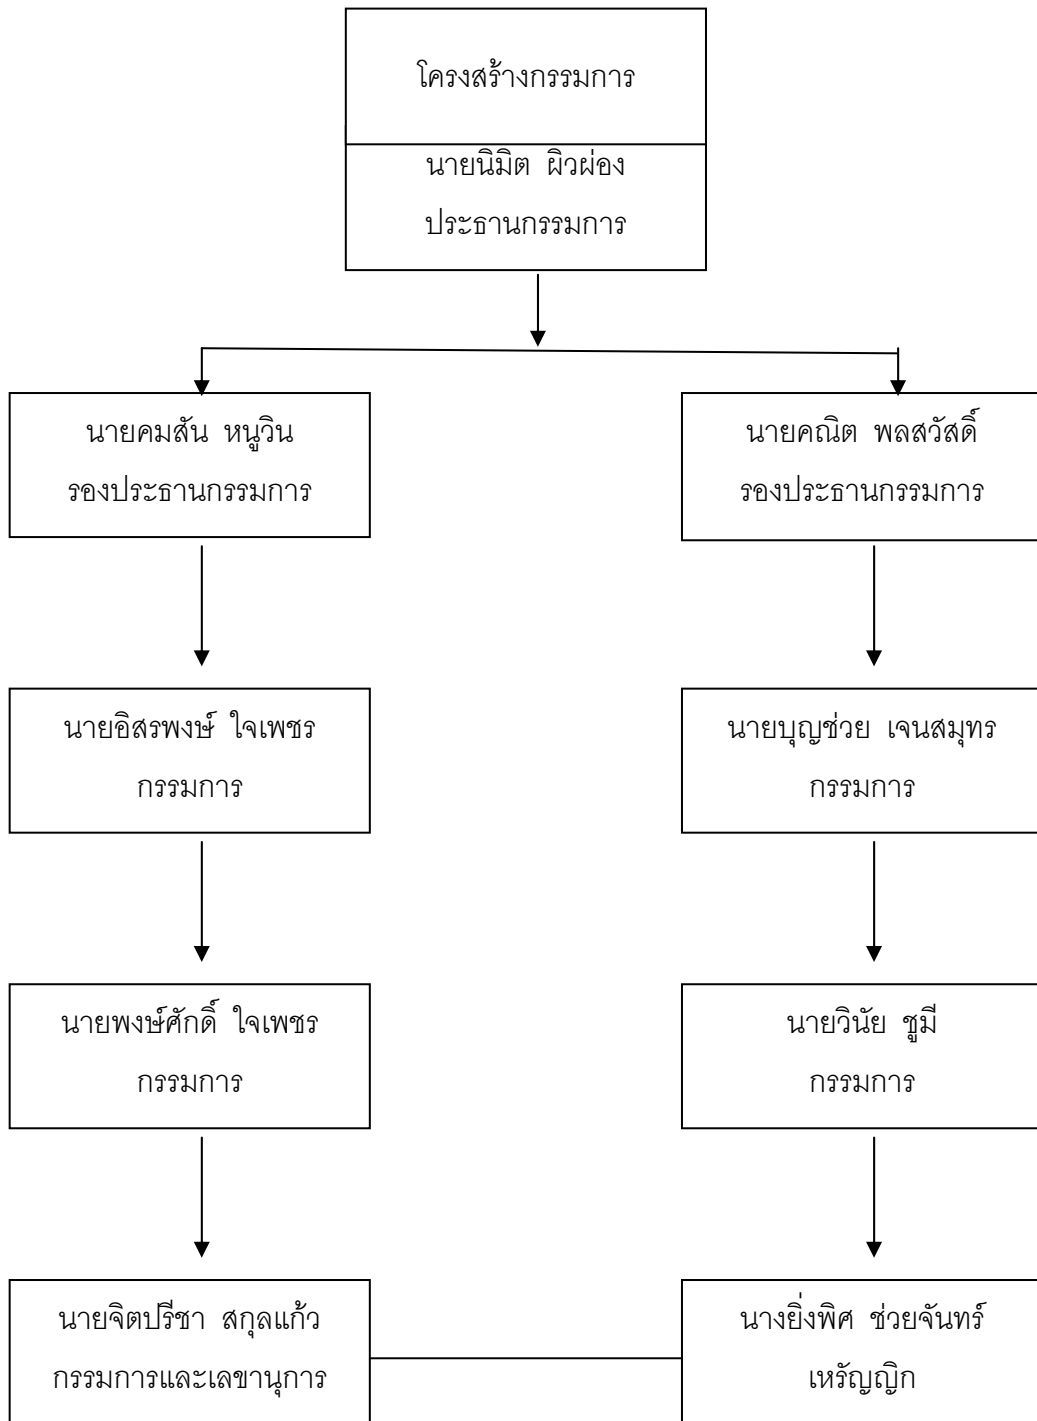 โครงสร้างกรรมการ
นายนิมิต ผิวผ่อง
ประธานกรรมการ
นายคมสัน หนูวิน
รองประธานกรรมการ
นายคณิต พลสวัสดิ์
รองประธานกรรมการ
นายอิสรพงษ์ ใจเพชร
กรรมการ
นายบุญช่วย เจนสมุทร
กรรมการ
นายพงษ์ศักดิ์ ใจเพชร
กรรมการ
นายวินัย ชูมี
กรรมการ
นายจิตปรีชา สกุลแก้ว
กรรมการและเลขานุการ
นางยิ่งพิศ ช่วยจันทร์
เหรัญญิก